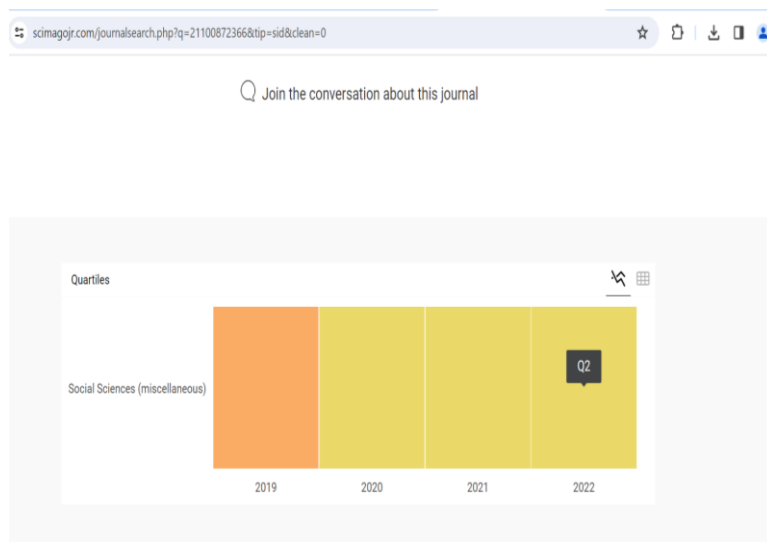 scimagojr.com/journalsearch.php?q=21100872366&tip=sid&clean=0
Join the conversation about this journal
Quartiles
Q2
Social Sciences (miscellaneous)
2019 2020 2021 2022